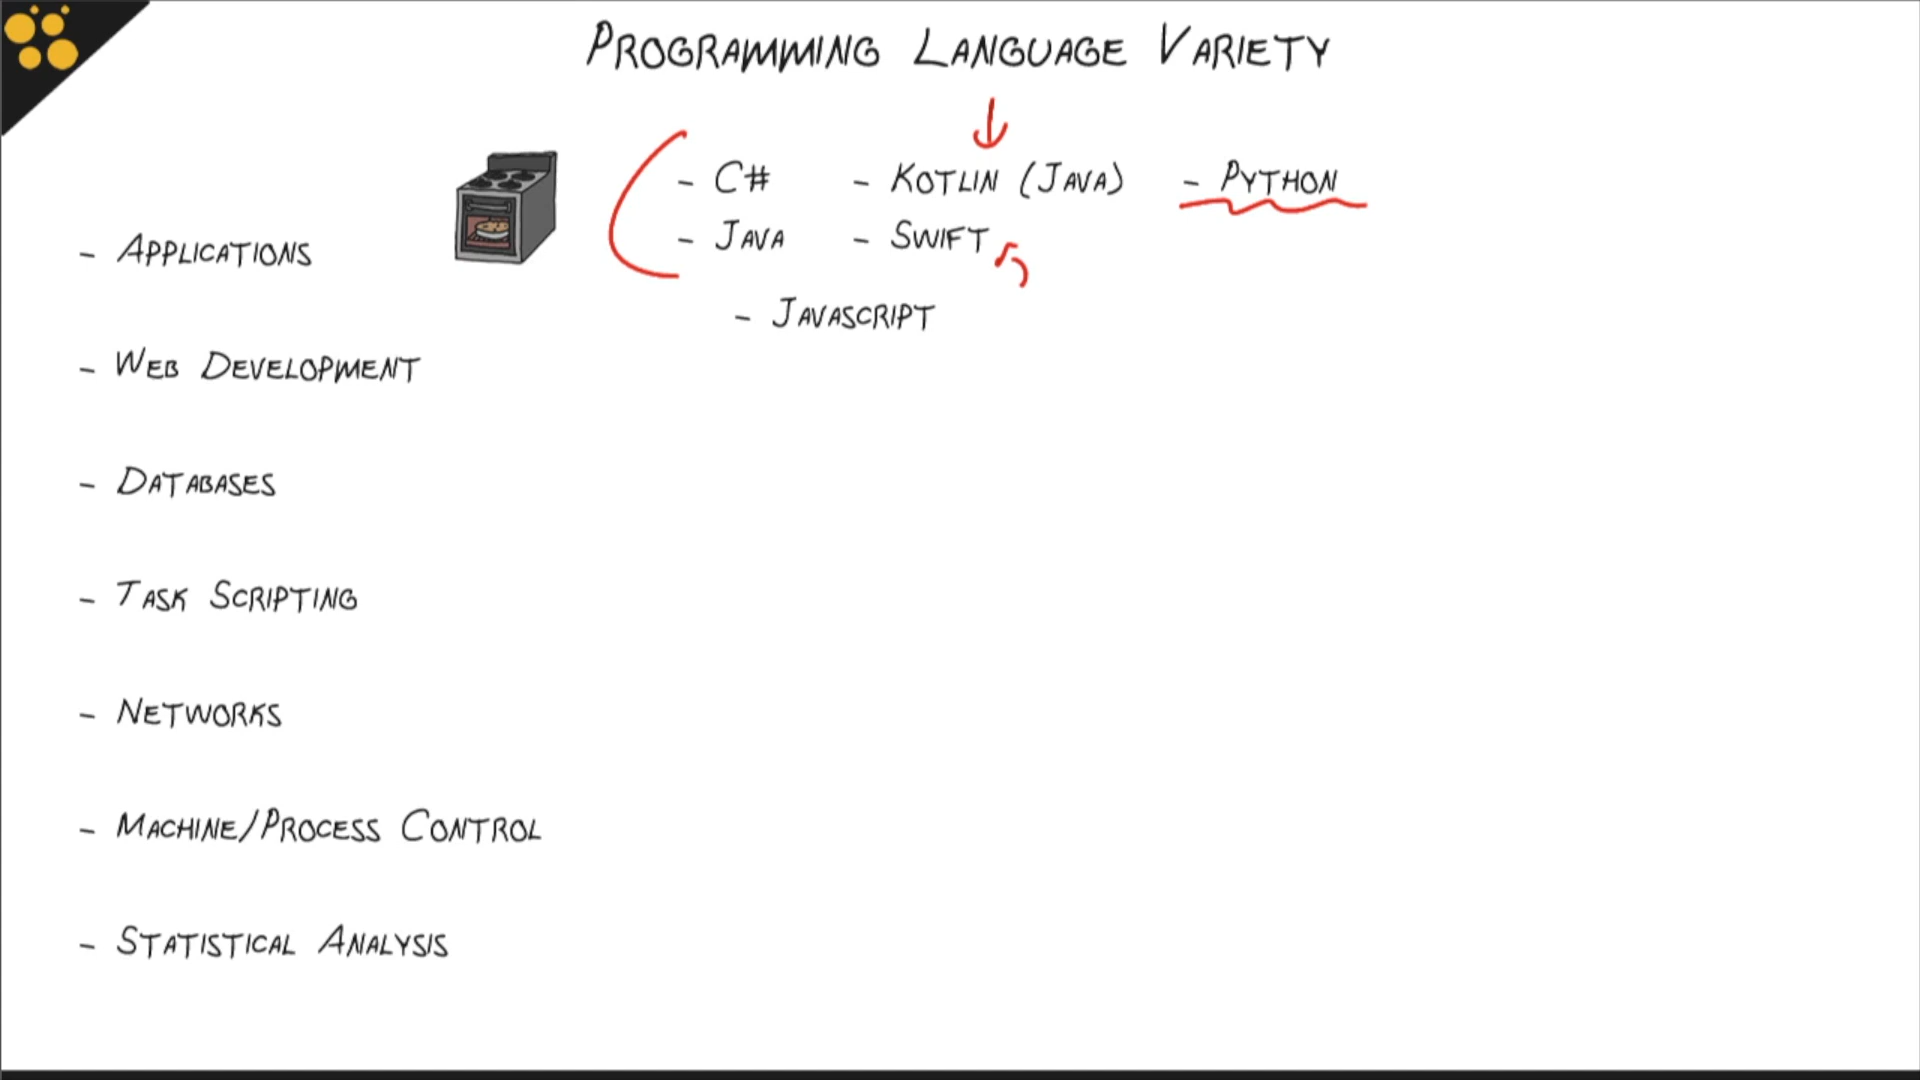 PROGRAMMING LANGUAGE VARIETY
- C# - KOTLIN (JAVA) - PYTHON
- JAVA - SWIFT
- APPLICATIONS
- JAVASCRIPT
- WEB DEVELOPMENT
- DATABASES
- TASK SCRIPTING
- NETWORKS
- MACHINE/PROCESS CONTROL
- STATISTICAL ANALYSIS